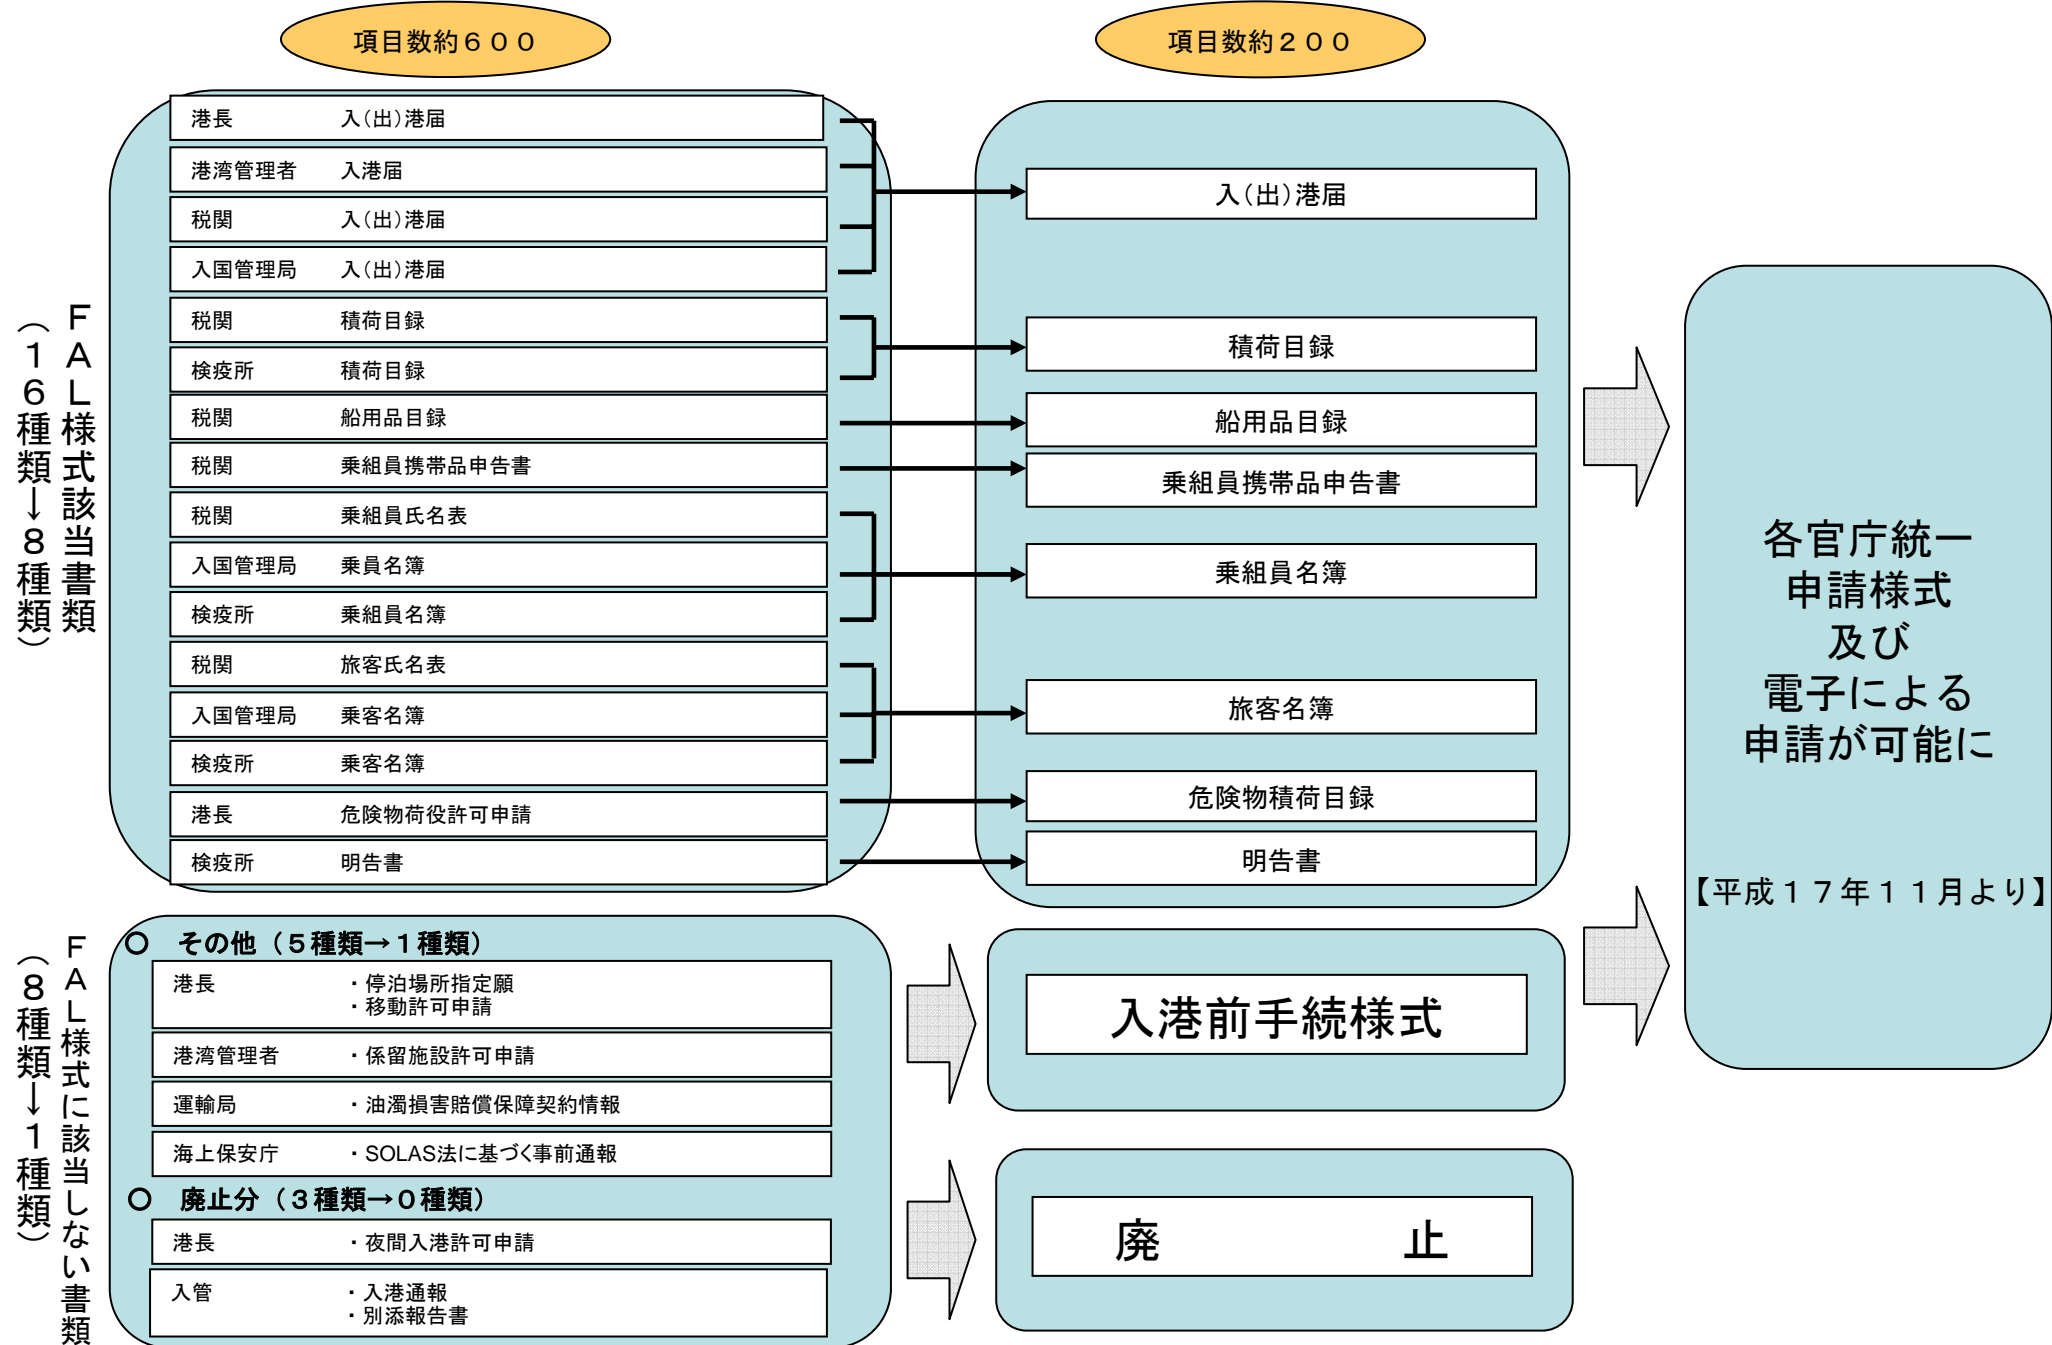 項目数約６００
項目数約２００
ＦＡＬ様式該当書類
（１６種類→８種類）
港長 入（出）港届
港湾管理者 入港届
税関 入（出）港届
入国管理局 入（出）港届
税関 積荷目録
検疫所 積荷目録
税関 船用品目録
税関 乗組員携帯品申告書
税関 乗組員氏名表
入国管理局 乗員名簿
検疫所 乗組員名簿
税関 旅客氏名表
入国管理局 乗客名簿
検疫所 乗客名簿
港長 危険物荷役許可申請
検疫所 明告書
入（出）港届
積荷目録
船用品目録
乗組員携帯品申告書
乗組員名簿
旅客名簿
危険物積荷目録
明告書
ＦＡＬ様式に該当しない書類
（８種類→１種類）
○ その他（５種類→１種類）
港長 ・停泊場所指定願
・移動許可申請
港湾管理者 ・係留施設許可申請
運輸局 ・油濁損害賠償保障契約情報
海上保安庁 ・SOLAS法に基づく事前通報
○ 廃止分（３種類→０種類）
港長 ・夜間入港許可申請
入管 ・入港通報
・別添報告書
入港前手続様式
廃 止
各官庁統一
申請様式
及び
電子による
申請が可能に
【平成１７年１１月より】